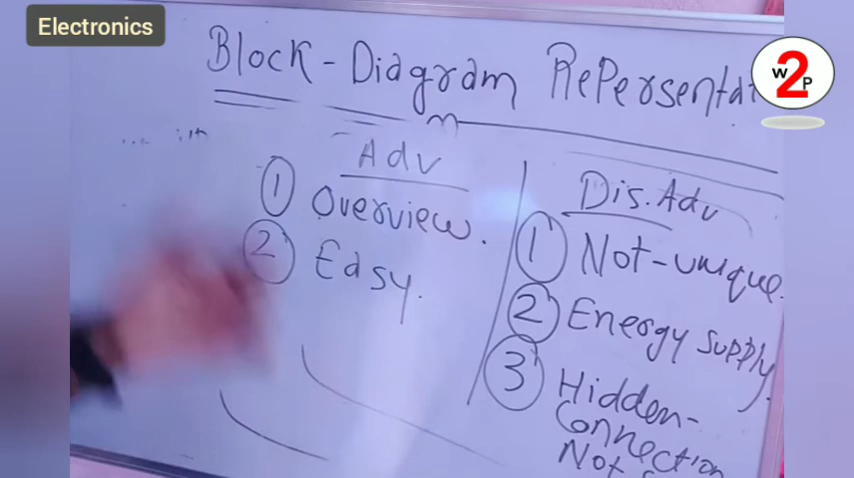 Electronics
Block-Diagram RePersentat
W2P
Adv
① Overview.
② Easy.
Dis. Adv
① Not-unique.
② Energy supply.
③ Hidden-
Connection
Not